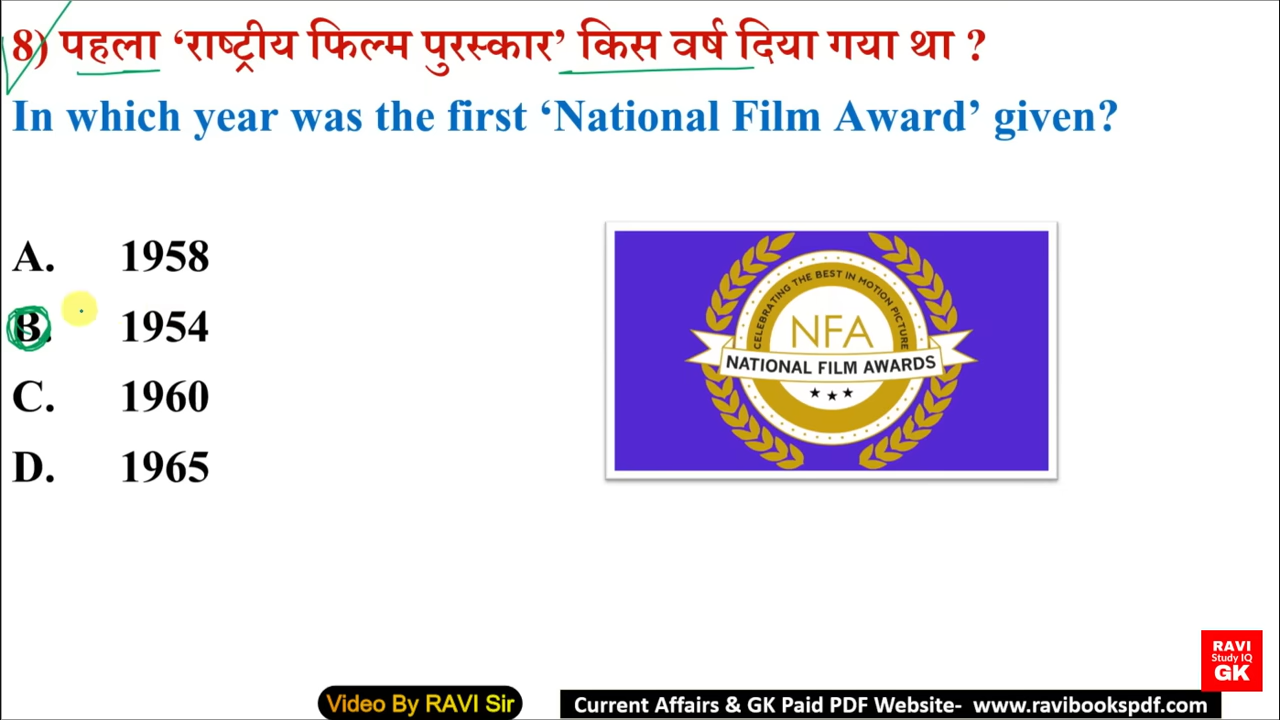 8) पहला ‘राष्ट्रीय फिल्म पुरस्कार’ किस वर्ष दिया गया था ?
In which year was the first ‘National Film Award’ given?
A. 1958
B. 1954
C. 1960
D. 1965
CELEBRATING THE BEST IN MOTION PICTURE
NFA
NATIONAL FILM AWARDS
RAVI
Study IQ
GK
Video By RAVI Sir
Current Affairs & GK Paid PDF Website- www.ravibookspdf.com